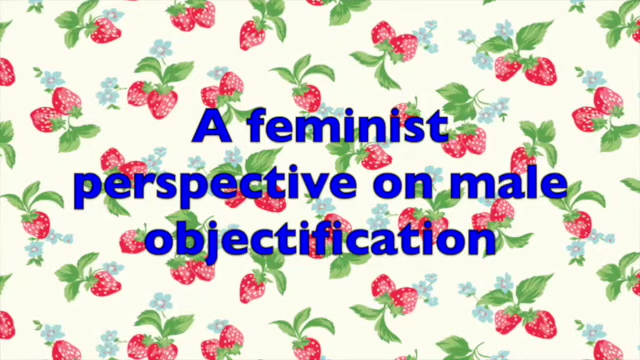 A feminist
perspective on male
objectification